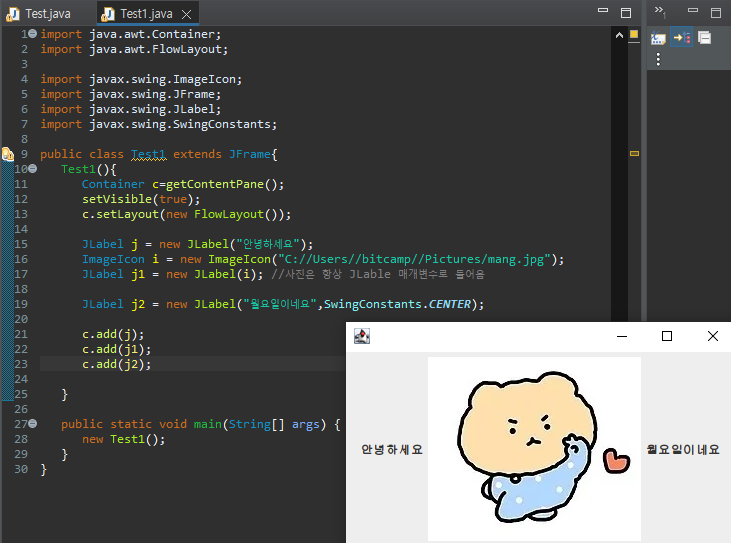 Test.java
Test1.java
1
1 import java.awt.Container;
2 import java.awt.FlowLayout;
3
4 import javax.swing.ImageIcon;
5 import javax.swing.JFrame;
6 import javax.swing.JLabel;
7 import javax.swing.SwingConstants;
8
9 public class Test1 extends JFrame{
10 Test1(){
11 Container c=getContentPane();
12 setVisible(true);
13 c.setLayout(new FlowLayout());
14
15 JLabel j = new JLabel("안녕하세요");
16 ImageIcon i = new ImageIcon("C://Users//bitcamp//Pictures/mang.jpg");
17 JLabel j1 = new JLabel(i); //사진은 항상 JLable 매개변수로 들어옴
18
19 JLabel j2 = new JLabel("월요일이네요",SwingConstants.CENTER);
20
21 c.add(j);
22 c.add(j1);
23 c.add(j2);
24
25 }
26
27 public static void main(String[] args) {
28 new Test1();
29 }
30 }
안녕하세요
월요일이네요